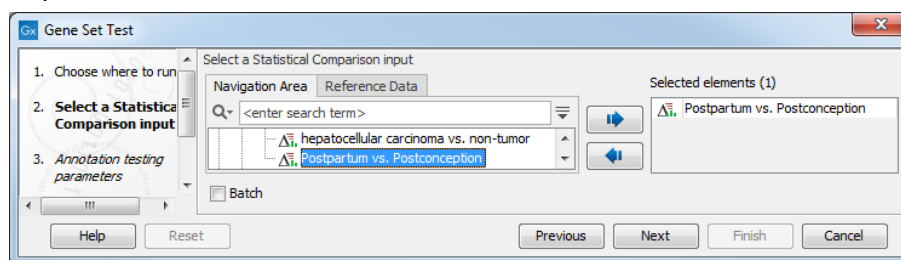 Gx Gene Set Test
1. Choose where to run
2. Select a Statistica
Comparison input
3. Annotation testing
parameters
Select a Statistical Comparison input
Navigation Area Reference Data
<enter search term>
hepatocellular carcinoma vs. non-tumor
Postpartum vs. Postconception
Batch
Selected elements (1)
Postpartum vs. Postconception
Help Reset Previous Next Finish Cancel